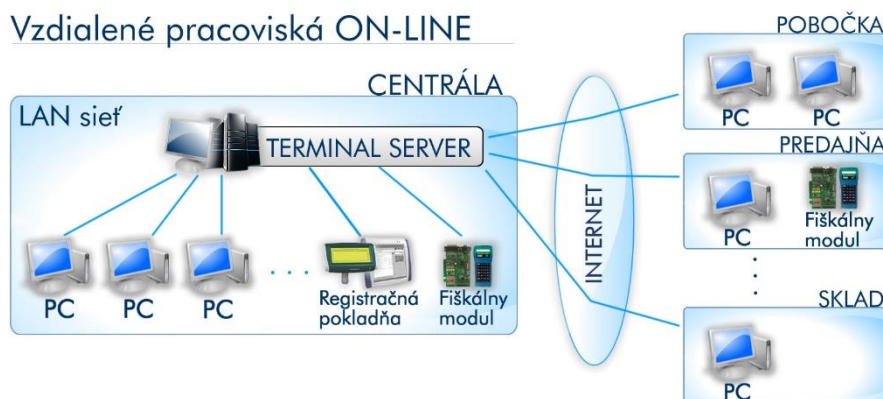 Vzdialené pracoviská ON-LINE
CENTRÁLA
LAN sieť
TERMINAL SERVER
PC
PC
PC
Registračná
pokladňa
Fiškálny
modul
INTERNET
POBOČKA
PC
PC
PREDAJŇA
PC
Fiškálny
modul
SKLAD
PC